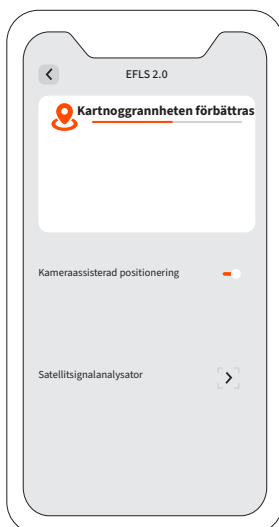 EFLS 2.0
Kartnoggrannheten förbättras
Kameraassisterad positionering
Satellitsignalanalysator